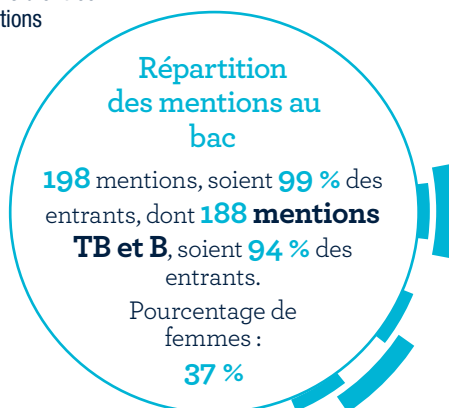 tions
Répartition
des mentions au
bac
198 mentions, soient 99 % des
entrants, dont 188 mentions
TB et B, soient 94 % des
entrants.
Pourcentage de
femmes :
37 %